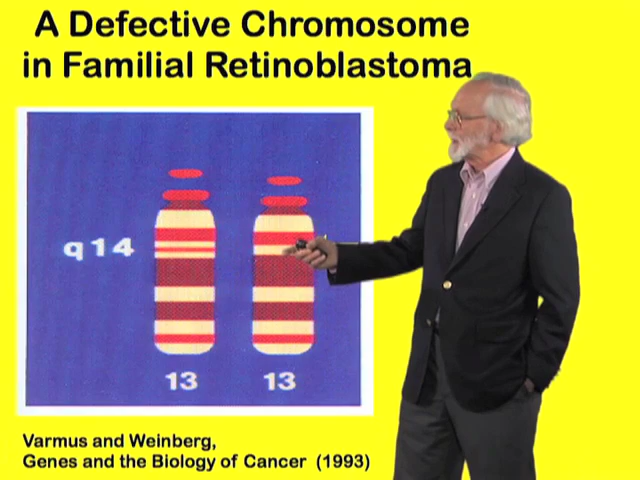 A Defective Chromosome
in Familial Retinoblastoma
q14
13 13
Varmus and Weinberg,
Genes and the Biology of Cancer (1993)